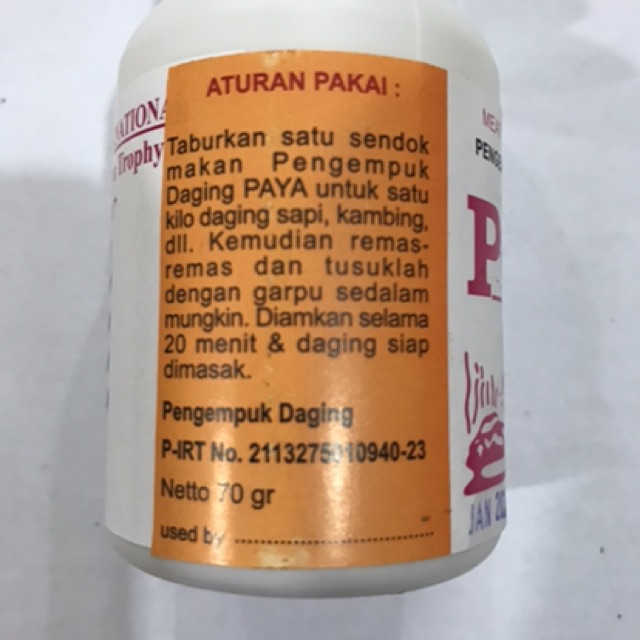 ATURAN PAKAI :
Taburkan satu sendok
makan Pengempuk
Daging PAYA untuk satu
kilo daging sapi, kambing,
dll. Kemudian remas-
remas dan tusuklah
dengan garpu sedalam
mungkin. Diamkan selama
20 menit & daging siap
dimasak.
Pengempuk Daging
P-IRT No. 2113275010940-23
Netto 70 gr
used by
Trophy
JAN